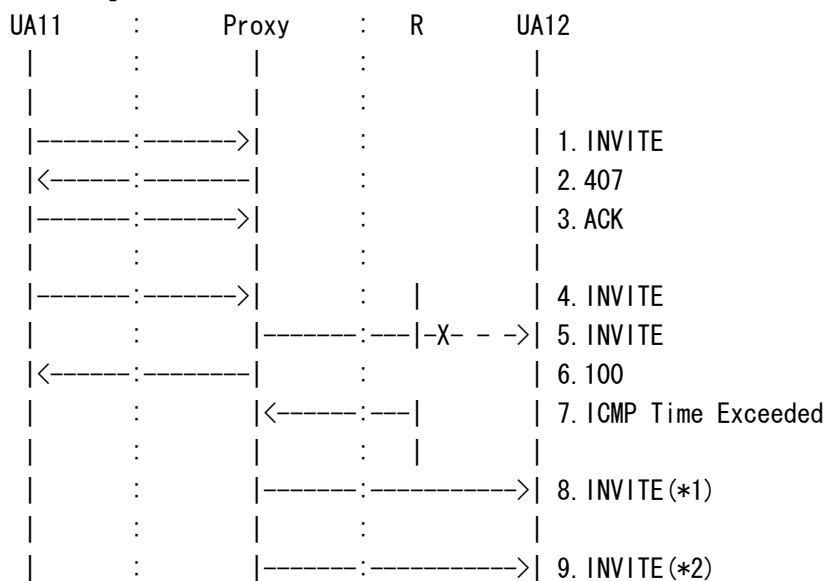 UA11 : Proxy : R UA12
| : | : |
| : | : |
|-------:------->| : | 1. INVITE
|<------:--------| : | 2. 407
|-------:------->| : | 3. ACK
| : | : |
|-------:------->| : | | 4. INVITE
| : |-------:---|-X- - ->| 5. INVITE
|<------:--------| : | 6. 100
| : |<------:---| | 7. ICMP Time Exceeded
| : | : | |
| : |-------:----------->| 8. INVITE(*1)
| : | : |
| : |-------:----------->| 9. INVITE(*2)